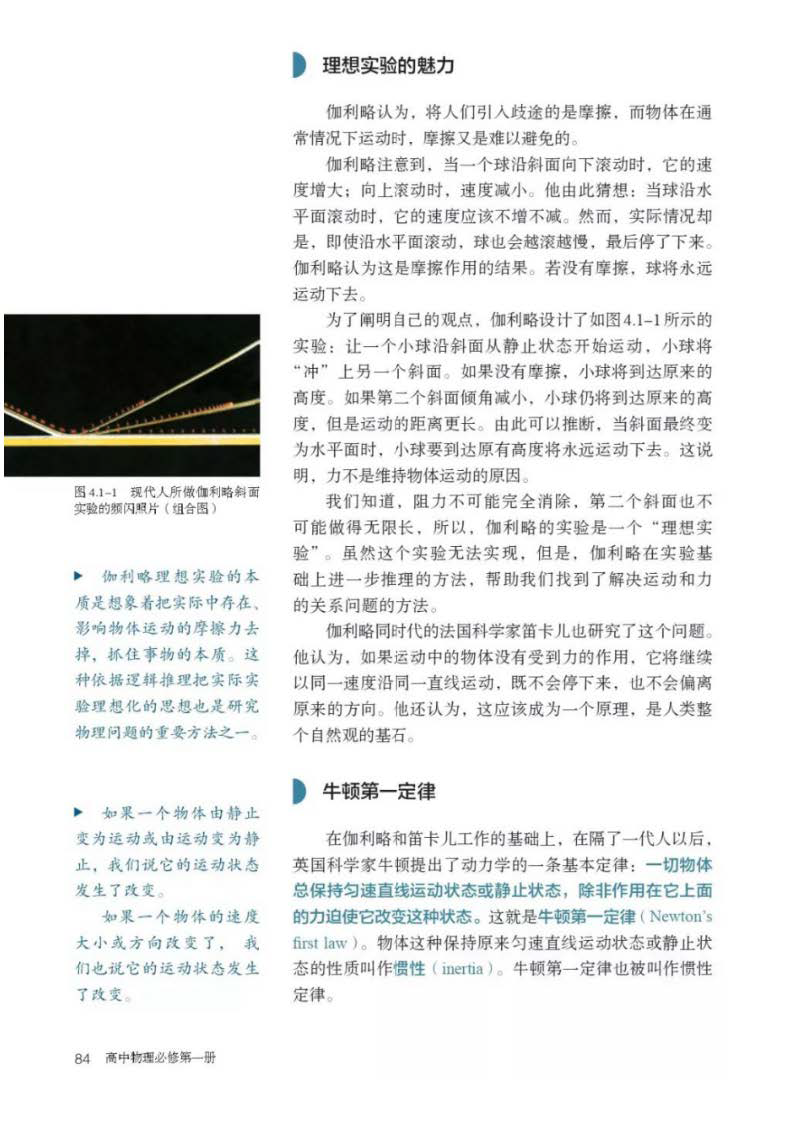 理想实验的魅力
伽利略认为，将人们引入歧途的是摩擦，而物体在通
常情况下运动时，摩擦又是难以避免的。
伽利略注意到，当一个球沿斜面向下滚动时，它的速
度增大；向上滚动时，速度减小。他由此猜想：当球沿水
平面滚动时，它的速度应该不增不减。然而，实际情况却
是，即使沿水平面滚动，球也会越滚越慢，最后停了下来。
伽利略认为这是摩擦作用的结果。若没有摩擦，球将永远
运动下去。
为了阐明自己的观点，伽利略设计了如图4.1-1所示的
实验：让一个小球沿斜面从静止状态开始运动，小球将
“冲”上另一个斜面。如果没有摩擦，小球将到达原来的
高度。如果第二个斜面倾角减小，小球仍将到达原来的高
度，但是运动的距离更长。由此可以推断，当斜面最终变
为水平面时，小球要到达原有高度将永远运动下去。这说
明，力不是维持物体运动的原因。
我们知道，阻力不可能完全消除，第二个斜面也不
可能做得无限长，所以，伽利略的实验是一个“理想实
验”。虽然这个实验无法实现，但是，伽利略在实验基
础上进一步推理的方法，帮助我们找到了解决运动和力
的关系问题的方法。
伽利略同时代的法国科学家笛卡儿也研究了这个问题。
他认为，如果运动中的物体没有受到力的作用，它将继续
以同一速度沿同一直线运动，既不会停下来，也不会偏离
原来的方向。他还认为，这应该成为一个原理，是人类整
个自然观的基石。
图 4.1-1 现代人所做伽利略斜面
实验的频闪照片（组合图）
▶ 伽利略理想实验的本
质是想象着把实际中存在、
影响物体运动的摩擦力去
掉，抓住事物的本质。这
种依据逻辑推理把实际实
验理想化的思想也是研究
物理问题的重要方法之一。
牛顿第一定律
在伽利略和笛卡儿工作的基础上，在隔了一代人以后，
英国科学家牛顿提出了动力学的一条基本定律：一切物体
总保持匀速直线运动状态或静止状态，除非作用在它上面
的力迫使它改变这种状态。这就是牛顿第一定律（Newton's
first law）。物体这种保持原来匀速直线运动状态或静止状
态的性质叫作惯性（inertia）。牛顿第一定律也被叫作惯性
定律。
▶ 如果一个物体由静止
变为运动或由运动变为静
止，我们说它的运动状态
发生了改变。
如果一个物体的速度
大小或方向改变了， 我
们也说它的运动状态发生
了改变。
84 高中物理必修第一册